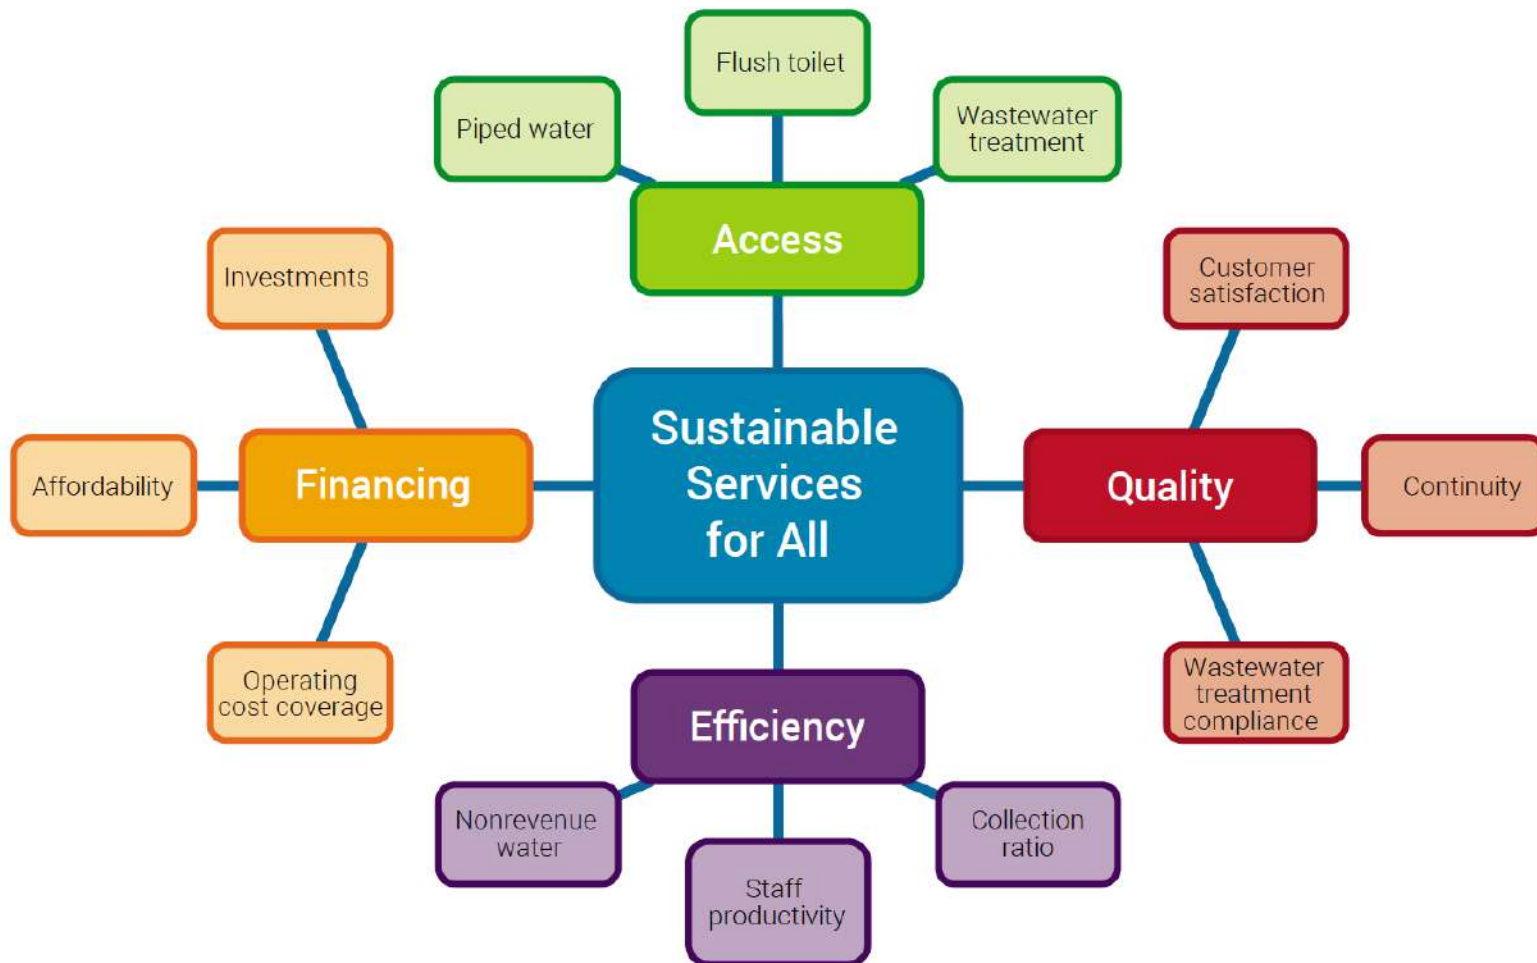 Flush toilet
Piped water
Wastewater
treatment
Access
Investments
Customer
satisfaction
Sustainable
Services
for All
Affordability
Financing
Quality
Continuity
Operating
cost coverage
Wastewater
treatment
compliance
Efficiency
Nonrevenue
water
Collection
ratio
Staff
productivity